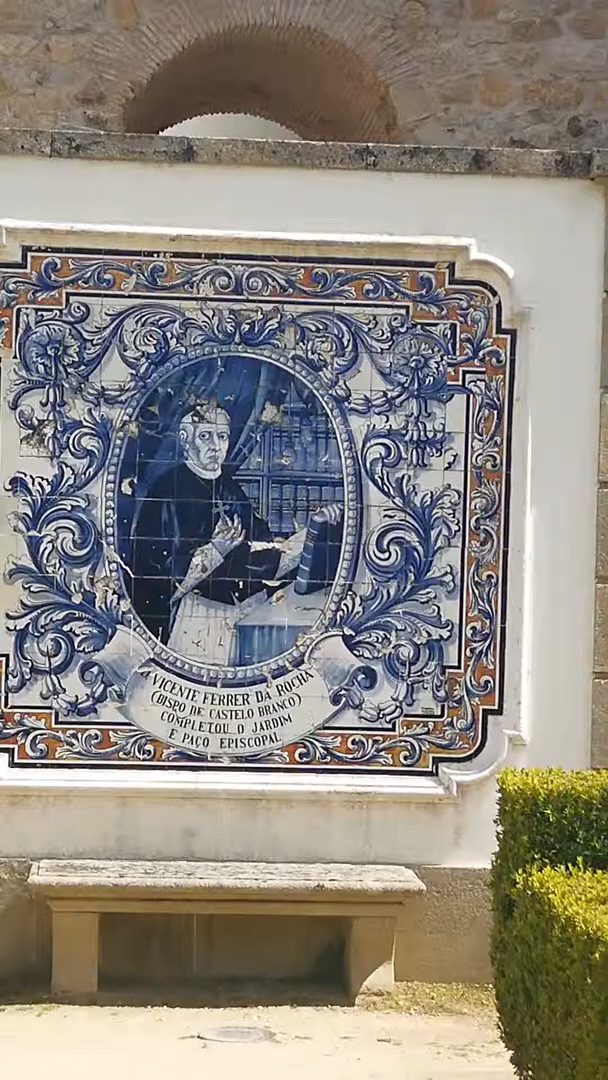 VICENTE FERRER DA ROCHA
(BISPO DE CASTELO BRANCO)
COMPLETOU O JARDIM
E PAÇO EPISCOPAL